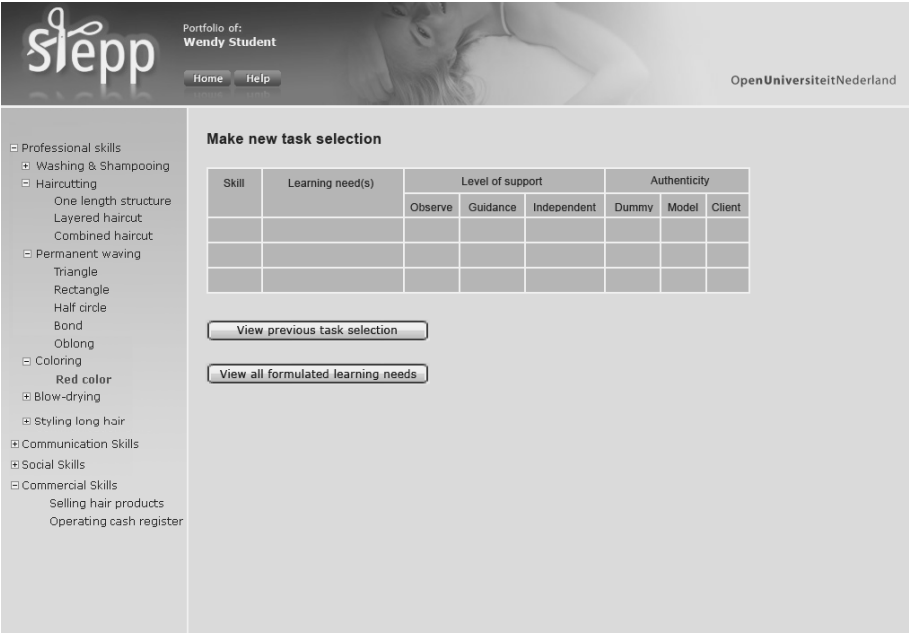 Stepp
Portfolio of:
Wendy Student
Home Help
OpenUniversiteitNederland
Professional skills
Washing & Shampooing
Haircutting
One length structure
Layered haircut
Combined haircut
Permanent waving
Triangle
Rectangle
Half circle
Bond
Oblong
Coloring
Red color
Blow-drying
Styling long hair
Communication Skills
Social Skills
Commercial Skills
Selling hair products
Operating cash register
Make new task selection
Skill Learning need(s) Level of support Authenticity
Observe Guidance Independent Dummy Model Client
View previous task selection
View all formulated learning needs